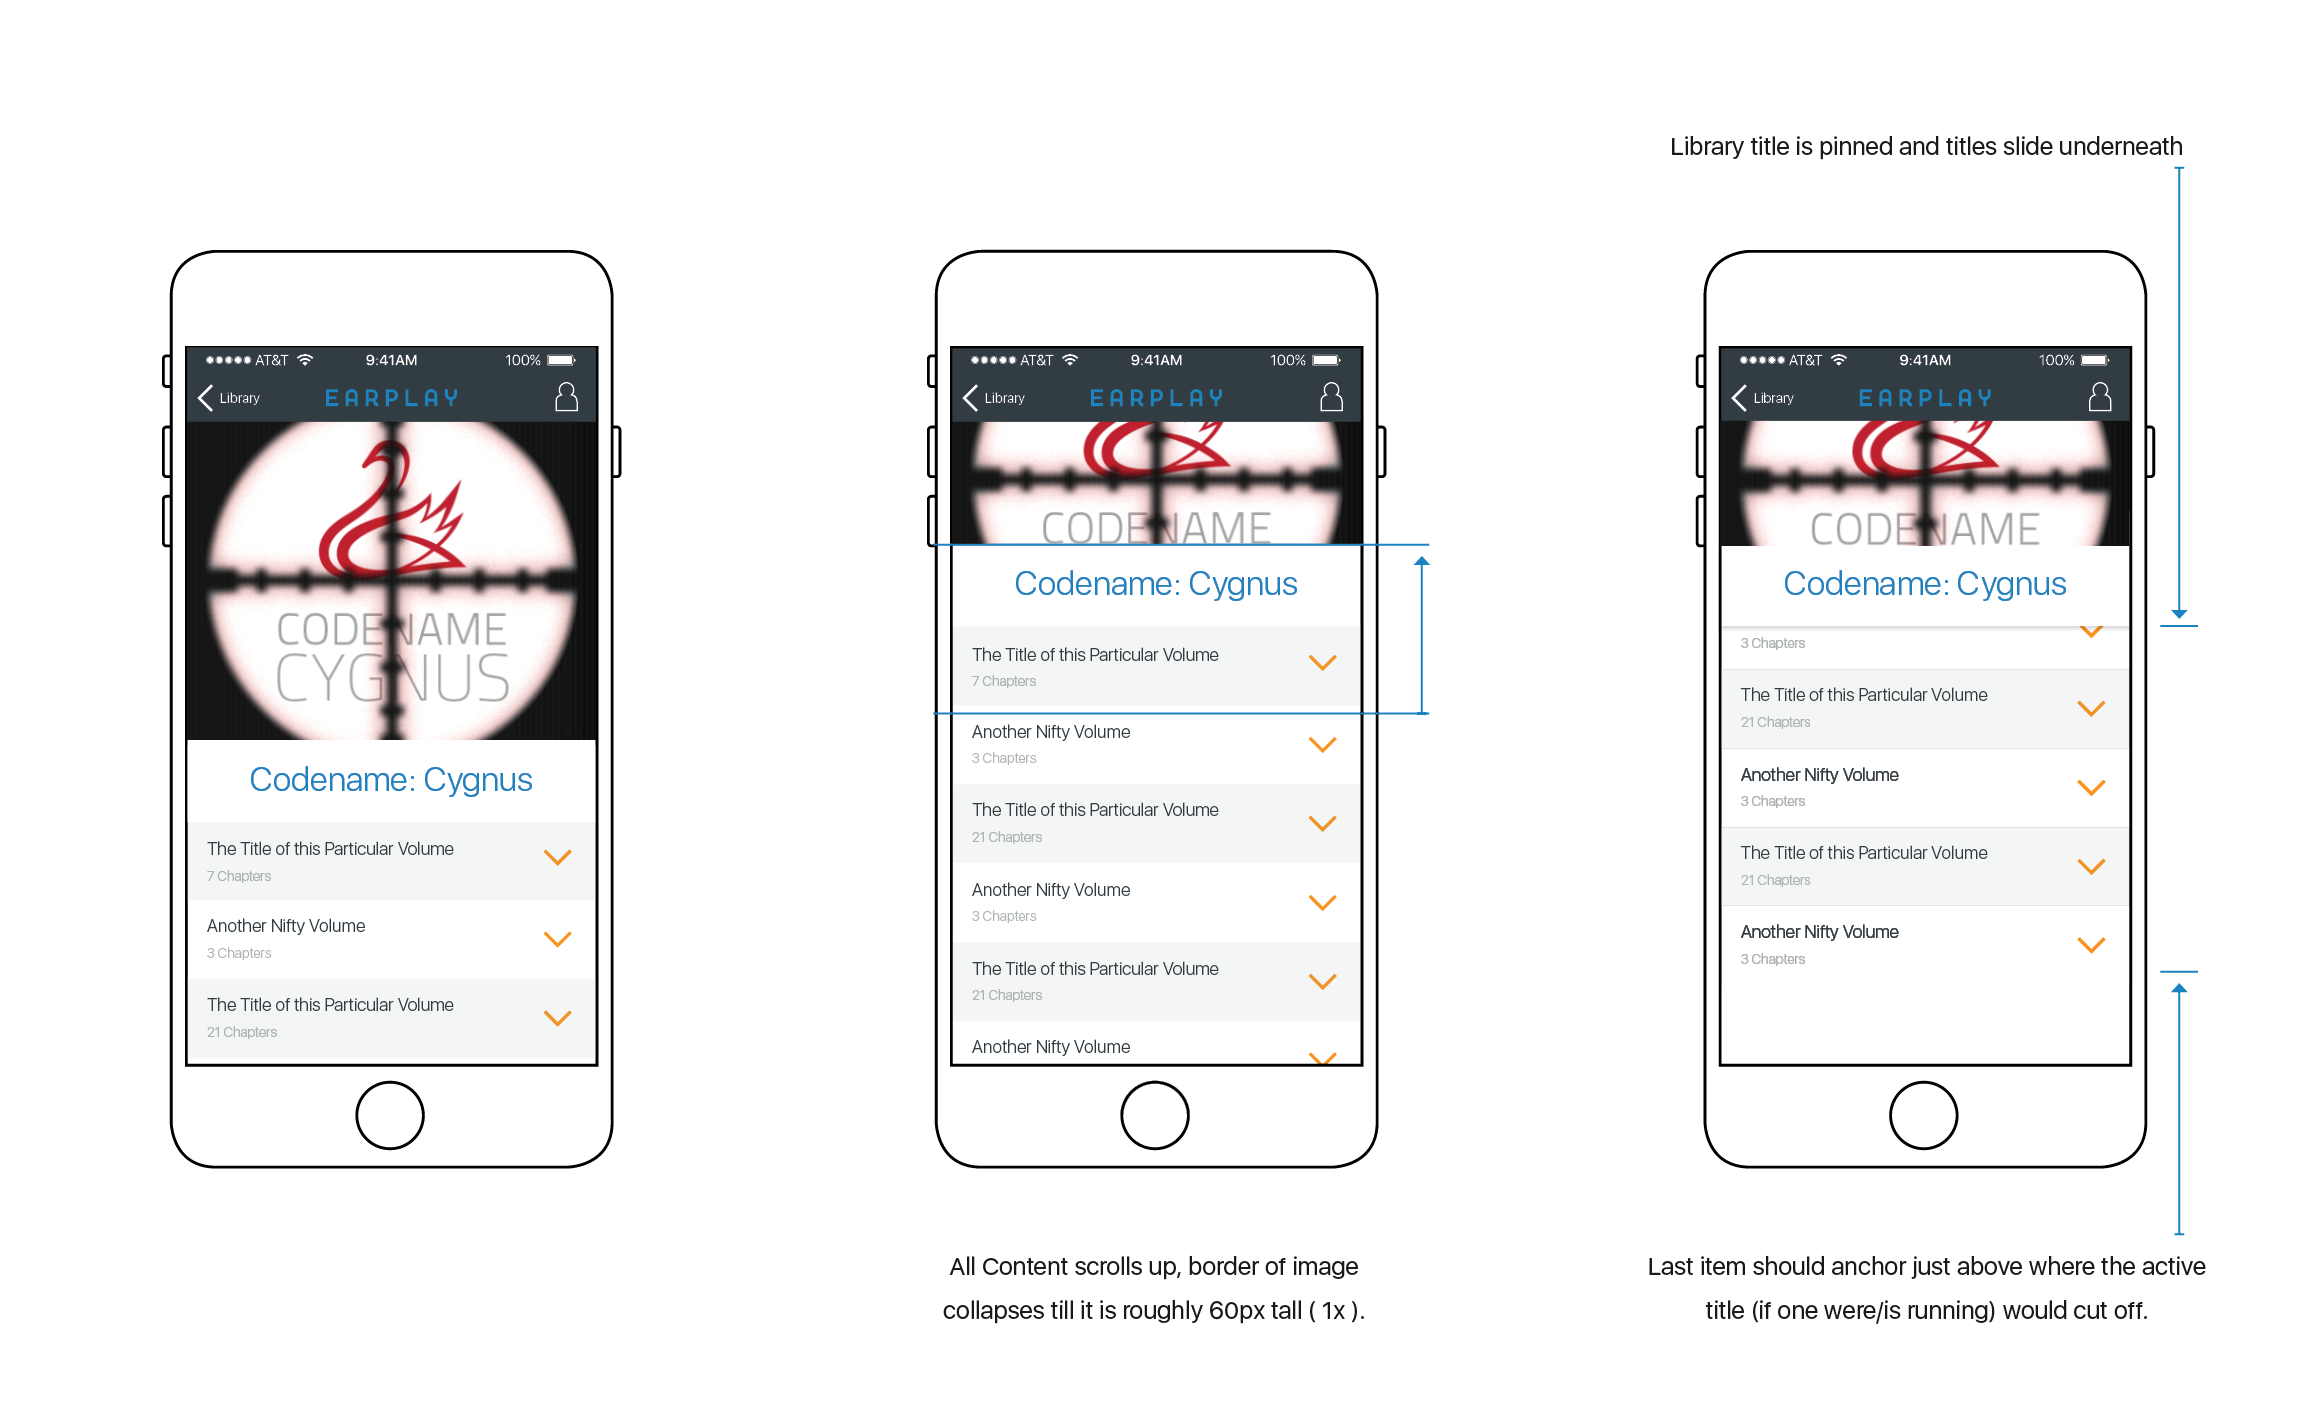 Library title is pinned and titles slide underneath
AT&T 9:41AM 100%
Library EARPLAY
CODENAME
CYGNUS
Codename: Cygnus
The Title of this Particular Volume
7 Chapters
Another Nifty Volume
3 Chapters
The Title of this Particular Volume
21 Chapters
AT&T 9:41AM 100%
Library EARPLAY
CODENAME
Codename: Cygnus
The Title of this Particular Volume
7 Chapters
Another Nifty Volume
3 Chapters
The Title of this Particular Volume
21 Chapters
Another Nifty Volume
3 Chapters
The Title of this Particular Volume
21 Chapters
Another Nifty Volume
All Content scrolls up, border of image
collapses till it is roughly 60px tall ( 1x ).
AT&T 9:41AM 100%
Library EARPLAY
CODENAME
Codename: Cygnus
3 Chapters
The Title of this Particular Volume
21 Chapters
Another Nifty Volume
3 Chapters
The Title of this Particular Volume
21 Chapters
Another Nifty Volume
3 Chapters
Last item should anchor just above where the active
title (if one were/is running) would cut off.